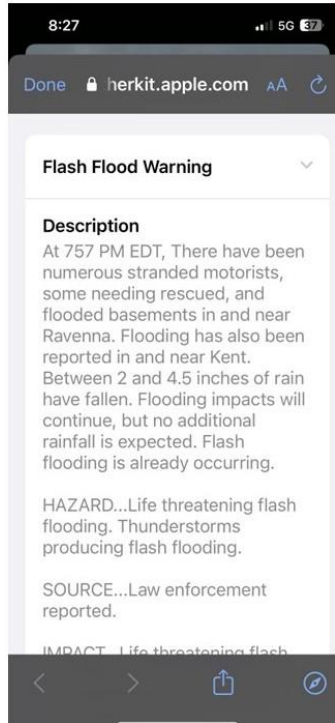 8:27
5G 37
Done herkit.apple.com AA
Flash Flood Warning
Description
At 757 PM EDT, There have been
numerous stranded motorists,
some needing rescued, and
flooded basements in and near
Ravenna. Flooding has also been
reported in and near Kent.
Between 2 and 4.5 inches of rain
have fallen. Flooding impacts will
continue, but no additional
rainfall is expected. Flash
flooding is already occurring.
HAZARD...Life threatening flash
flooding. Thunderstorms
producing flash flooding.
SOURCE...Law enforcement
reported.
IMPACT...Life threatening flash